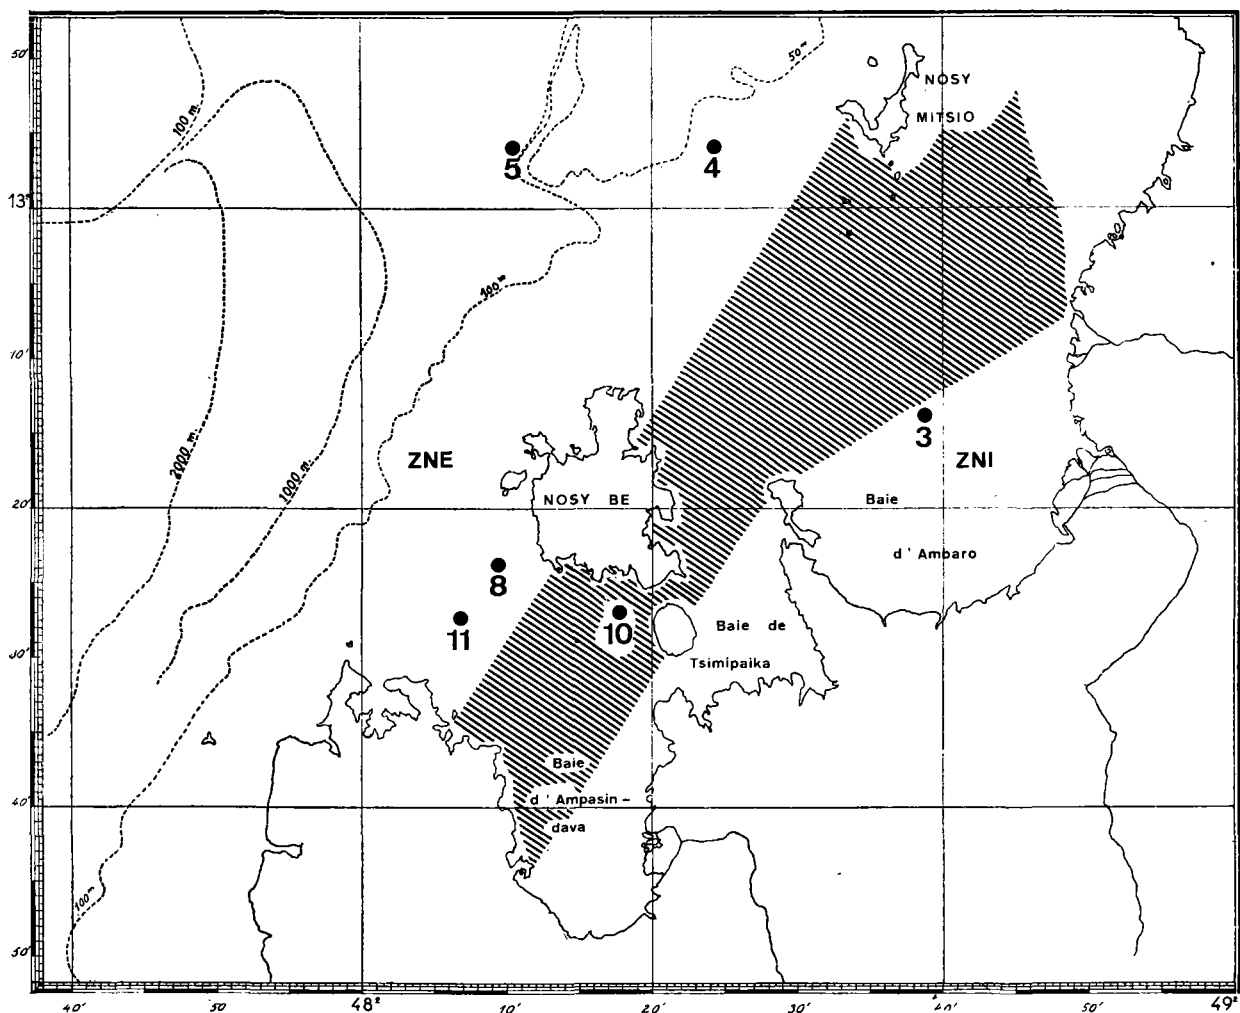 50'
50 m
NOSY
MITSIO
100 m.
5
4
13°
100 m
10'
3
ZNE
ZNI
2000 m.
1000 m.
20'
NOSY BE
Baie
d'Ambaro
8
11
10
Baie de
Tsimipaika
30'
Baie
d'Ampasin-
dava
40'
100 m
50'
40' 50' 48° 10' 20' 30' 40' 50' 49°